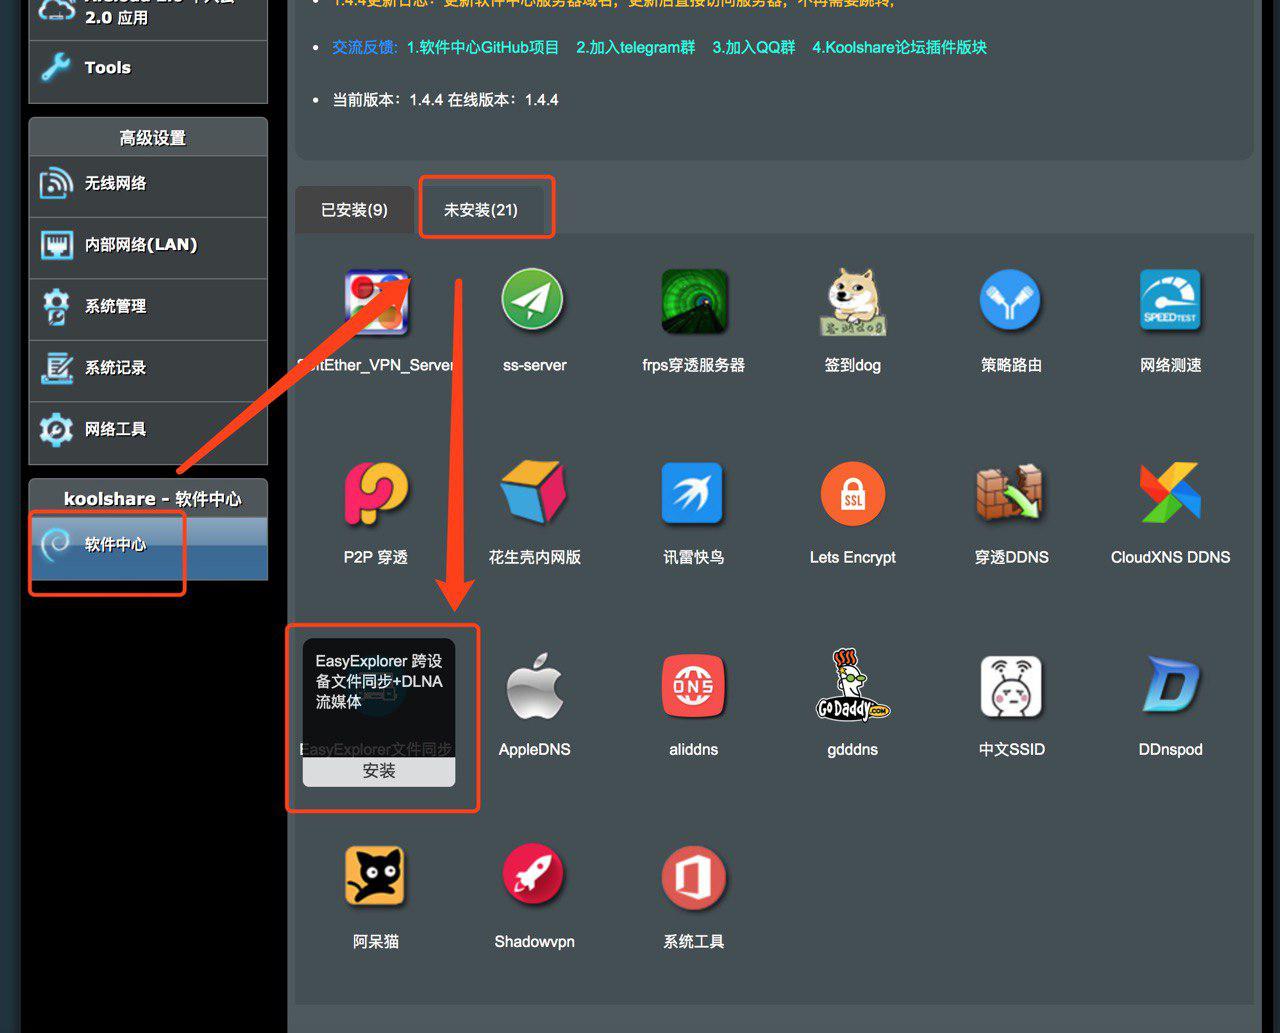 2.0 应用
Tools
高级设置
无线网络
内部网络(LAN)
系统管理
系统记录
网络工具
koolshare - 软件中心
软件中心
1.4.4更新日志：更新软件中心服务器域名，更新后直接访问服务器，不再需要跳转；
交流反馈: 1.软件中心GitHub项目 2.加入telegram群 3.加入QQ群 4.Koolshare论坛插件版块
当前版本：1.4.4 在线版本：1.4.4
已安装(9) 未安装(21)
SPEEDTEST
SoftEther_VPN_Server ss-server frps穿透服务器 签到dog 策略路由 网络测速
SSL
P2P 穿透 花生壳内网版 讯雷快鸟 Lets Encrypt 穿透DDNS CloudXNS DDNS
EasyExplorer 跨设
备文件同步+DLNA
流媒体
DNS
GoDaddy.COM
EasyExplorer文件同步 AppleDNS aliddns gdddns 中文SSID DDnspod
安装
阿呆猫 Shadowvpn 系统工具